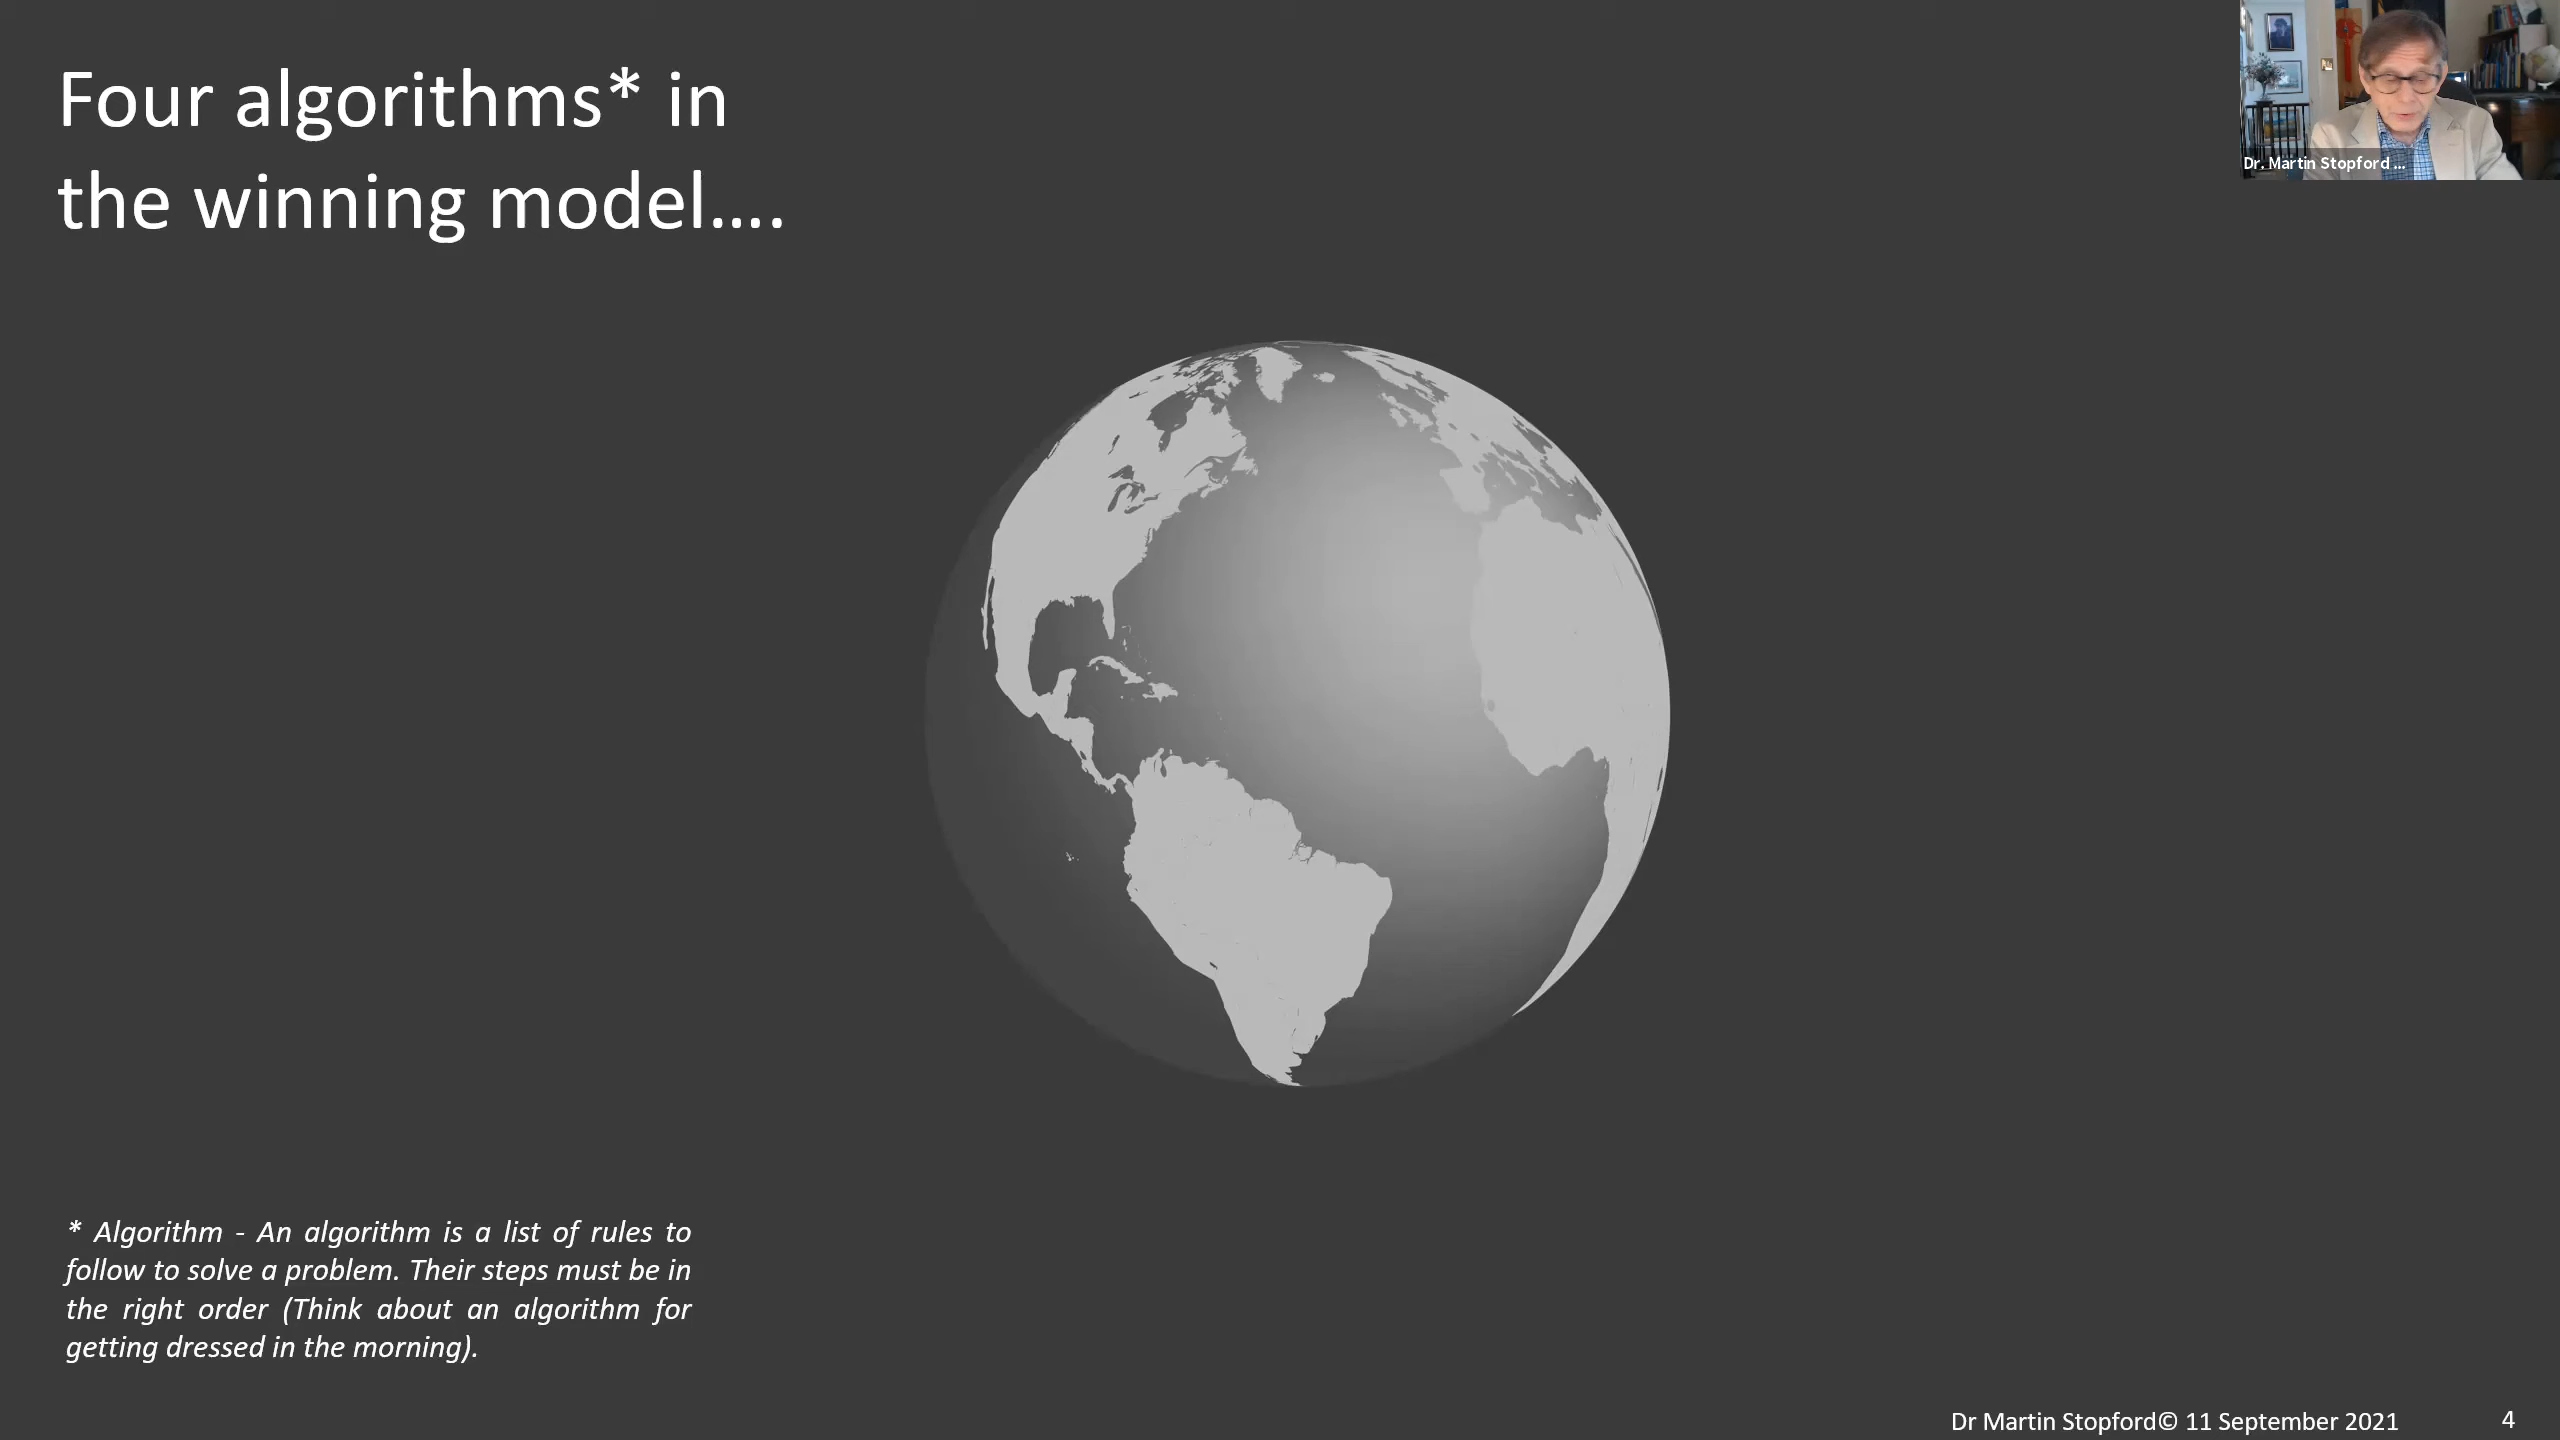 Four algorithms* in
the winning model....
Dr. Martin Stopford ...
* Algorithm - An algorithm is a list of rules to
follow to solve a problem. Their steps must be in
the right order (Think about an algorithm for
getting dressed in the morning).
Dr Martin Stopford© 11 September 2021
4